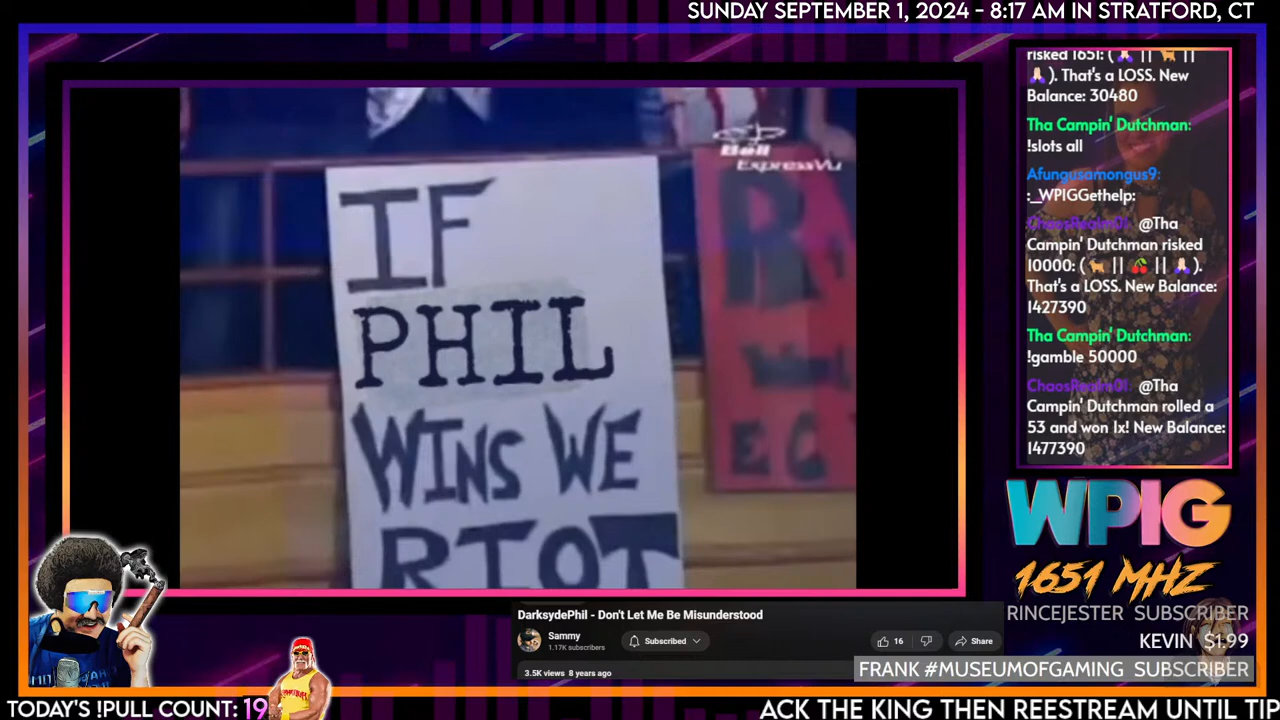 SUNDAY SEPTEMBER 1, 2024 - 8:17 AM IN STRATFORD, CT
Bell
ExpressVu
IF
PHIL
WINS WE
RIOT
R
EC
risked 1651: ( || ||
). That's a LOSS. New
Balance: 30480
Tha Campin' Dutchman:
!slots all
Afungusamongus9:
:_WPIGGethelp:
ChaosRealm01 @Tha
Campin' Dutchman risked
10000: ( || || ).
That's a LOSS. New Balance:
1427390
Tha Campin' Dutchman:
!gamble 50000
ChaosRealm01 @Tha
Campin' Dutchman rolled a
53 and won 1x! New Balance:
1477390
WPIG
1651 MHZ
RINCEJESTER SUBSCRIBER
KEVIN $1.99
FRANK #MUSEUMOFGAMING SUBSCRIBER
DarksydePhil - Don't Let Me Be Misunderstood
Sammy
1.17K subscribers
Subscribed
16
Share
3.5K views 8 years ago
TODAY'S !PULL COUNT: 19
ACK THE KING THEN REESTREAM UNTIL TIP